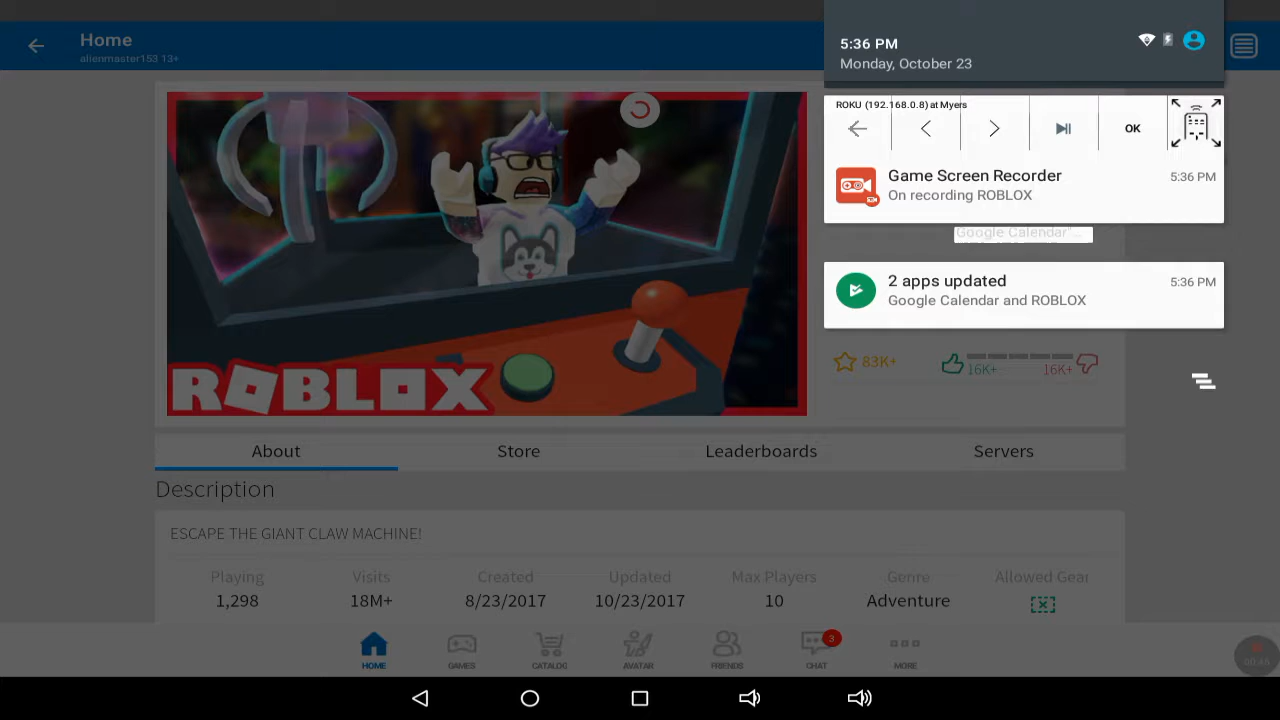 Home
alienmaster153 13+
5:36 PM
Monday, October 23
ROKU (192.168.0.8) at Myers
OK
Game Screen Recorder
5:36 PM
On recording ROBLOX
Google Calendar"...
2 apps updated
5:36 PM
Google Calendar and ROBLOX
83K+
16K+
16K+
ROBLOX
About
Store
Leaderboards
Servers
Description
ESCAPE THE GIANT CLAW MACHINE!
Playing
Visits
Created
Updated
Max Players
Genre
Allowed Gear
1,298
18M+
8/23/2017
10/23/2017
10
Adventure
HOME
GAMES
CATALOG
AVATAR
FRIENDS
CHAT
3
MORE